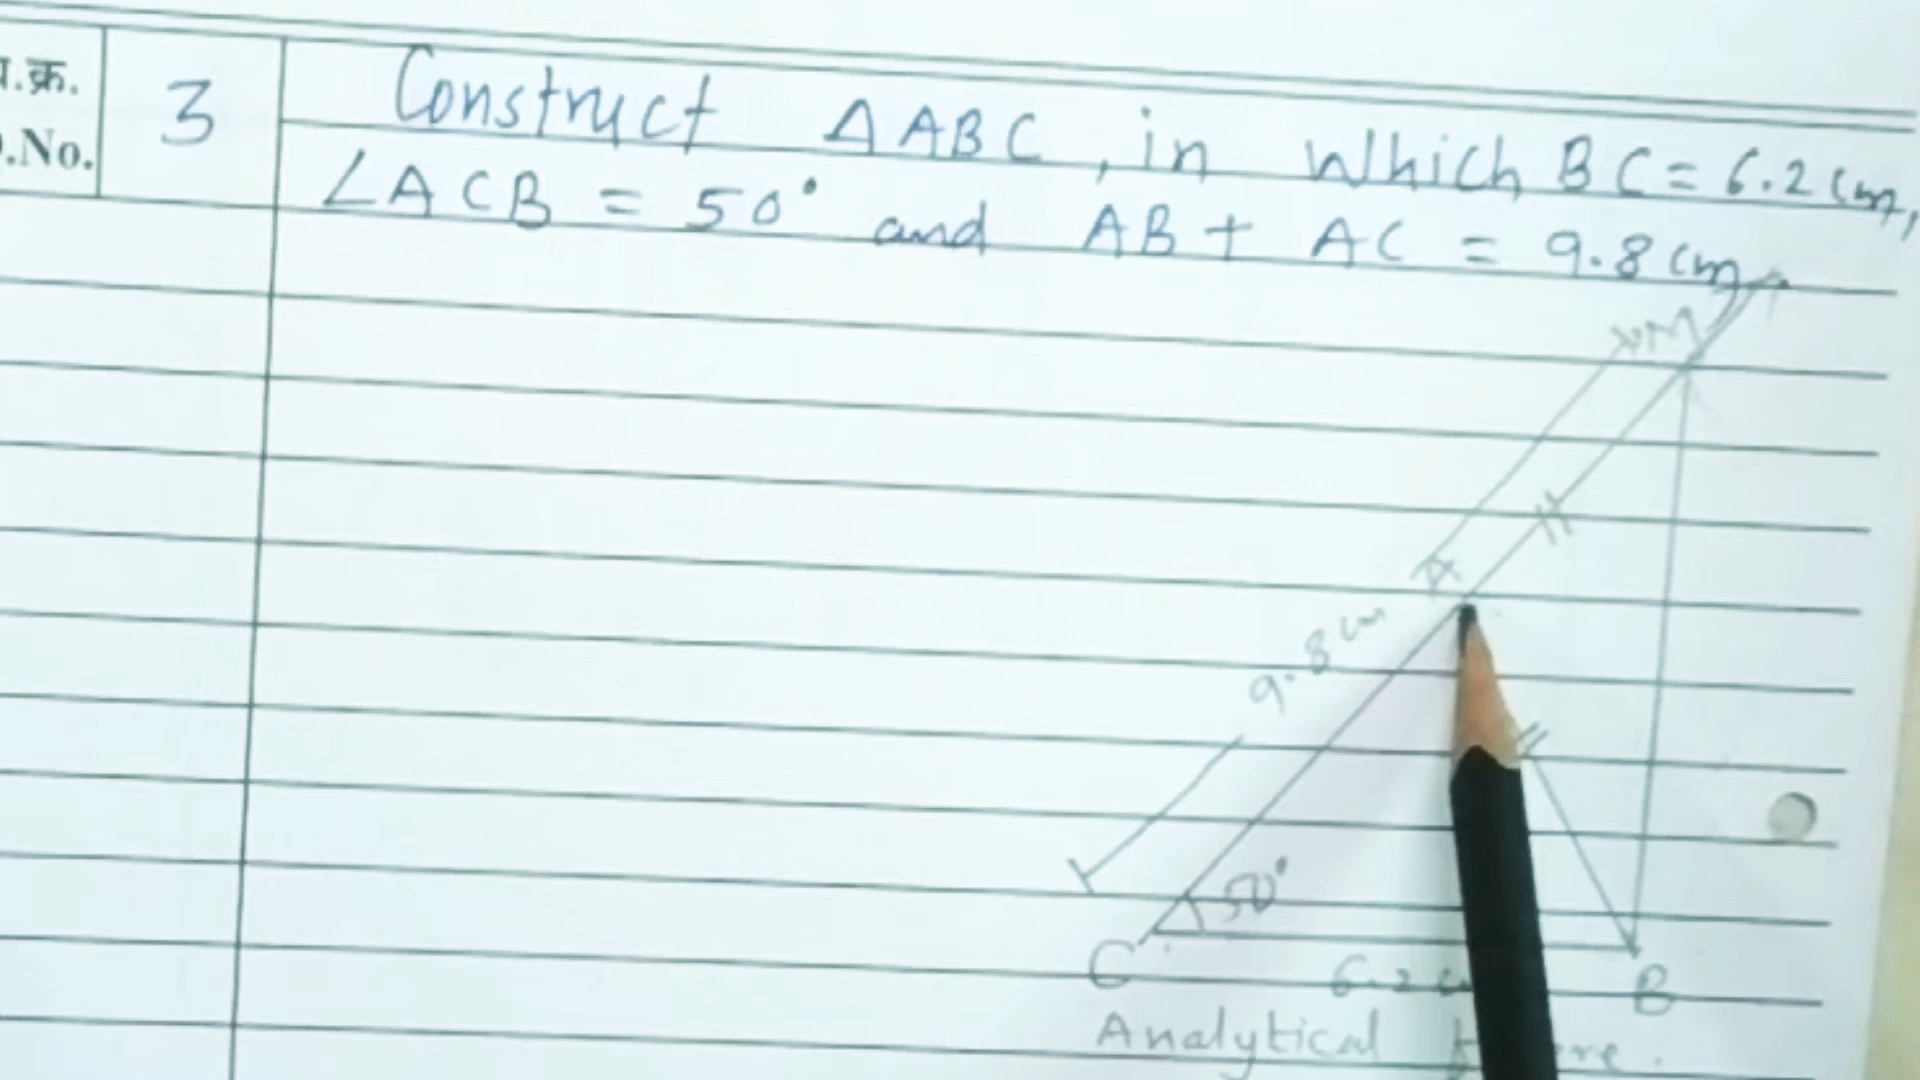 प्र.क्र.
Q.No.
3
Construct ΔABC, in which BC = 6.2 cm,
∠ACB = 50° and AB + AC = 9.8 cm
M
A
9.8 cm
50°
C
B
Analytical